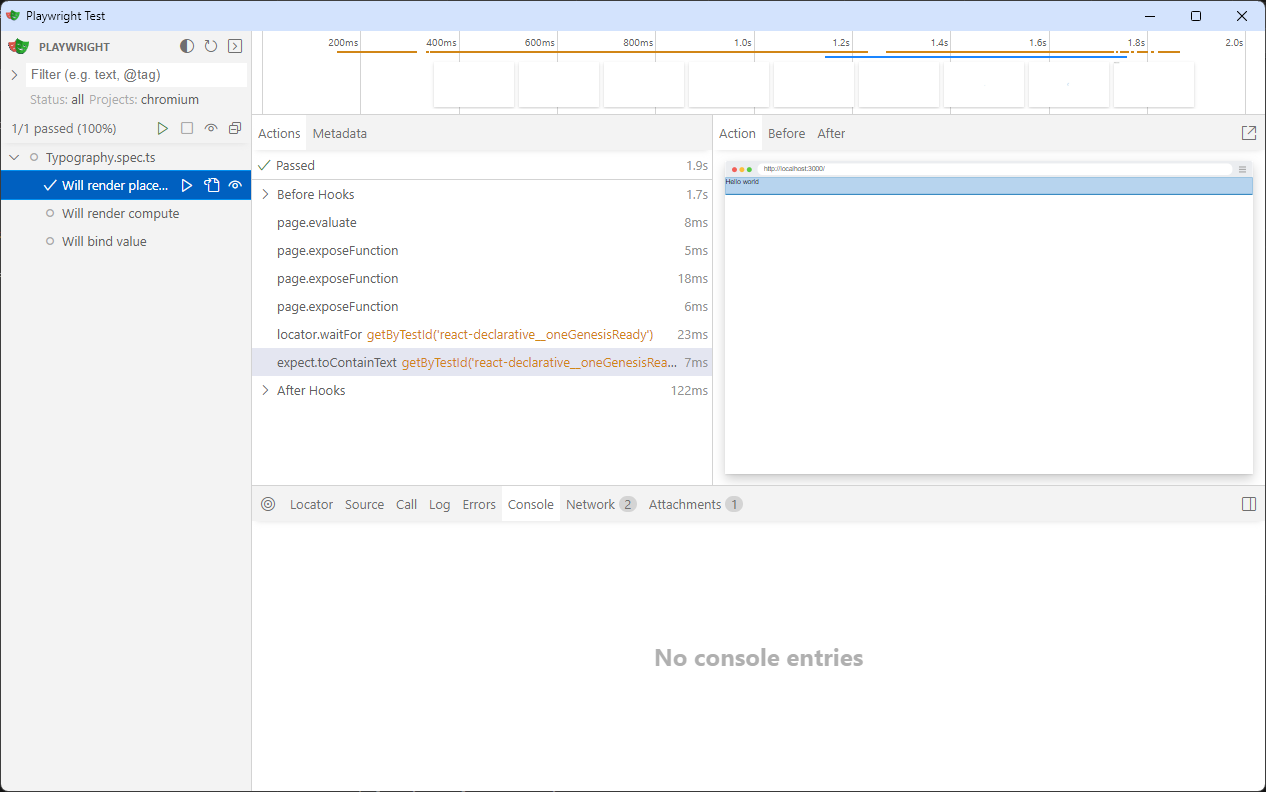 Playwright Test
PLAYWRIGHT
Filter (e.g. text, @tag)
Status: all Projects: chromium
1/1 passed (100%)
Typography.spec.ts
Will render place...
Will render compute
Will bind value
200ms 400ms 600ms 800ms 1.0s 1.2s 1.4s 1.6s 1.8s 2.0s
Actions Metadata
Passed 1.9s
Before Hooks 1.7s
page.evaluate 8ms
page.exposeFunction 5ms
page.exposeFunction 18ms
page.exposeFunction 6ms
locator.waitFor getByTestId('react-declarative__oneGenesisReady') 23ms
expect.toContainText getByTestId('react-declarative__oneGenesisRea... 7ms
After Hooks 122ms
Action Before After
http://localhost:3000/
Hello world
Locator Source Call Log Errors Console Network 2 Attachments 1
No console entries